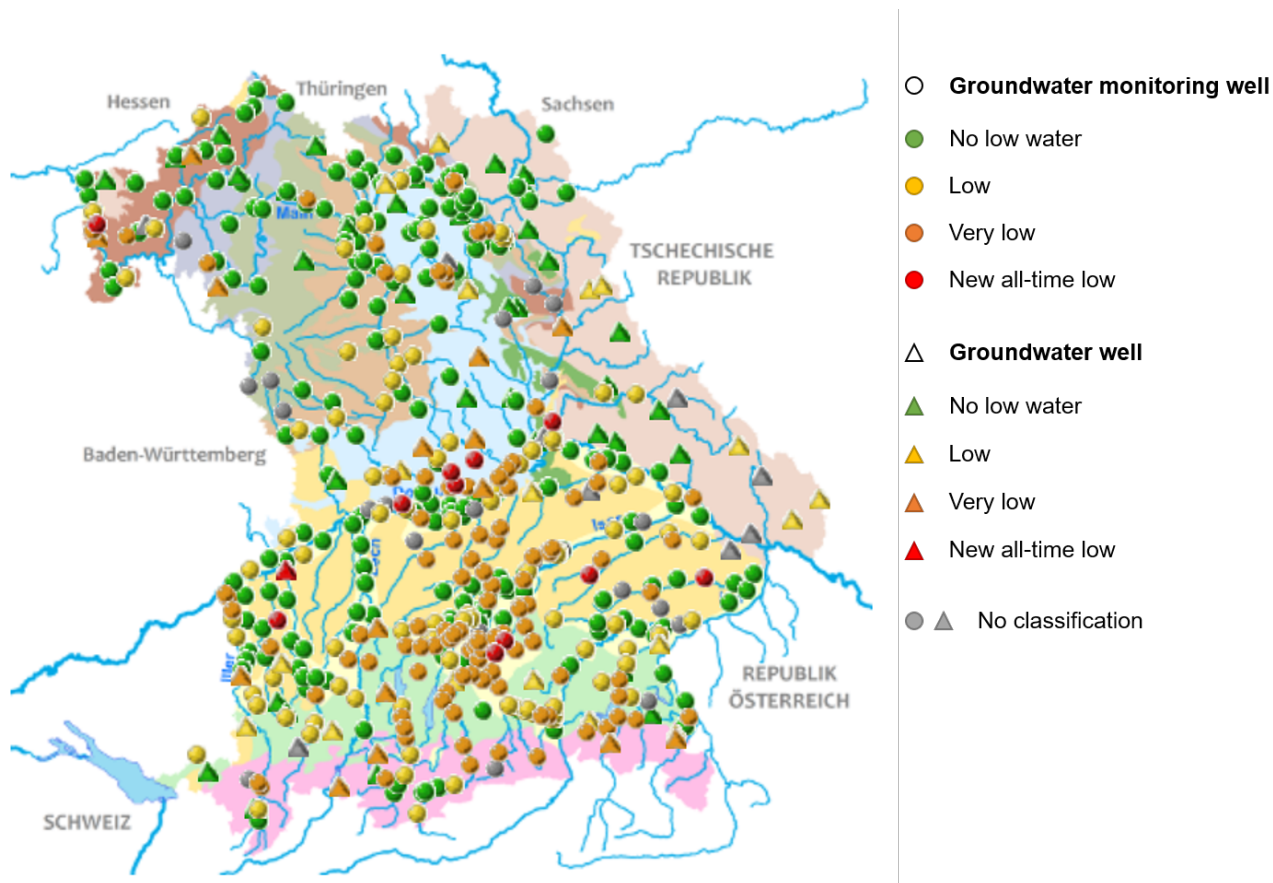 Hessen
Thüringen
Sachsen
Main
TSCHECHISCHE
REPUBLIK
Baden-Württemberg
Isar
Iller
REPUBLIK
ÖSTERREICH
SCHWEIZ
Groundwater monitoring well
No low water
Low
Very low
New all-time low
Groundwater well
No low water
Low
Very low
New all-time low
No classification